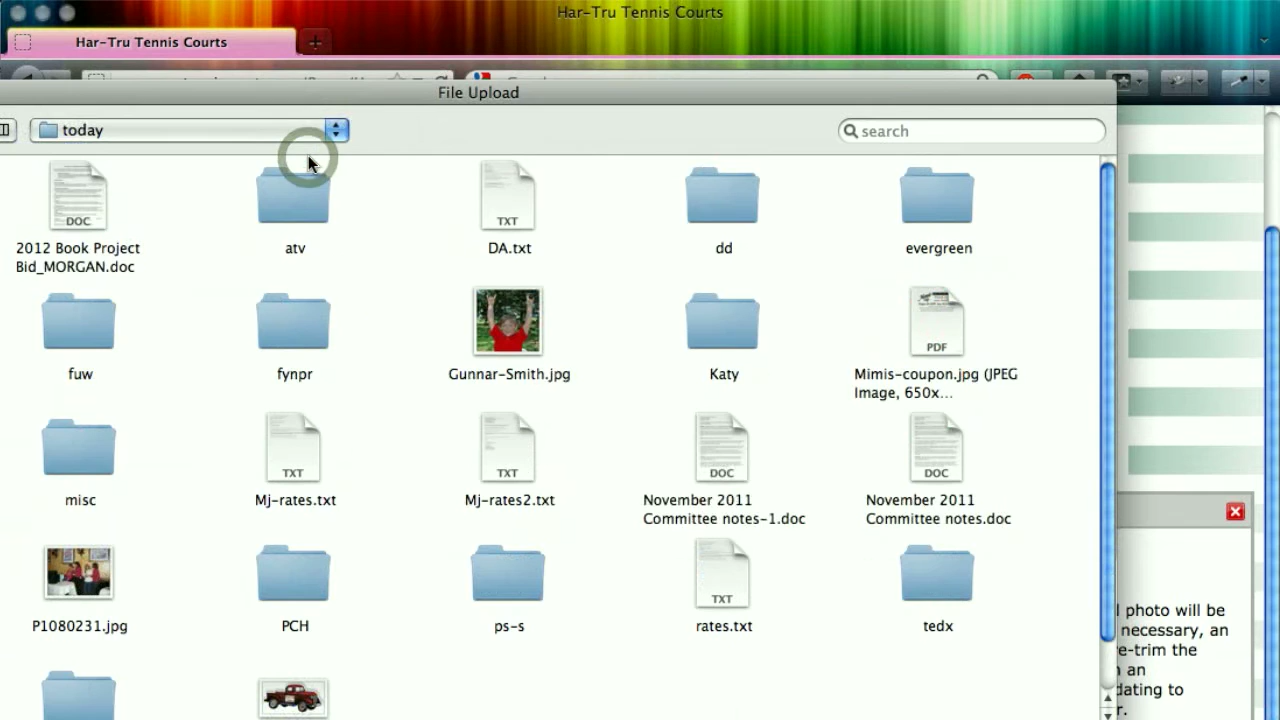 Har-Tru Tennis Courts
Har-Tru Tennis Courts
File Upload
today
search
DOC
TXT
2012 Book Project
Bid_MORGAN.doc
atv
DA.txt
dd
evergreen
PDF
fuw
fynpr
Gunnar-Smith.jpg
Katy
Mimis-coupon.jpg (JPEG
Image, 650x...
TXT
TXT
DOC
DOC
misc
Mj-rates.txt
Mj-rates2.txt
November 2011
Committee notes-1.doc
November 2011
Committee notes.doc
TXT
P1080231.jpg
PCH
ps-s
rates.txt
tedx
photo will be
necessary, an
e-trim the
an
dating to
r.